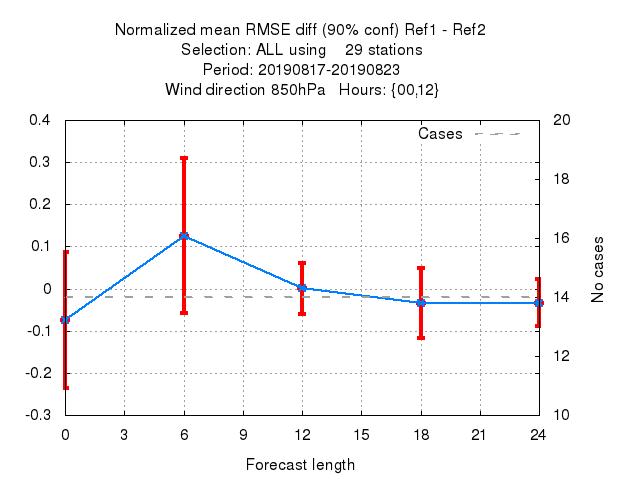 Normalized mean RMSE diff (90% conf) Ref1 - Ref2
Selection: ALL using    29 stations
Period: 20190817-20190823
Wind direction 850hPa   Hours: {00,12}
Cases
0.4
0.3
0.2
0.1
0
-0.1
-0.2
-0.3
20
18
16
14
12
10
No cases
0 3 6 9 12 15 18 21 24
Forecast length